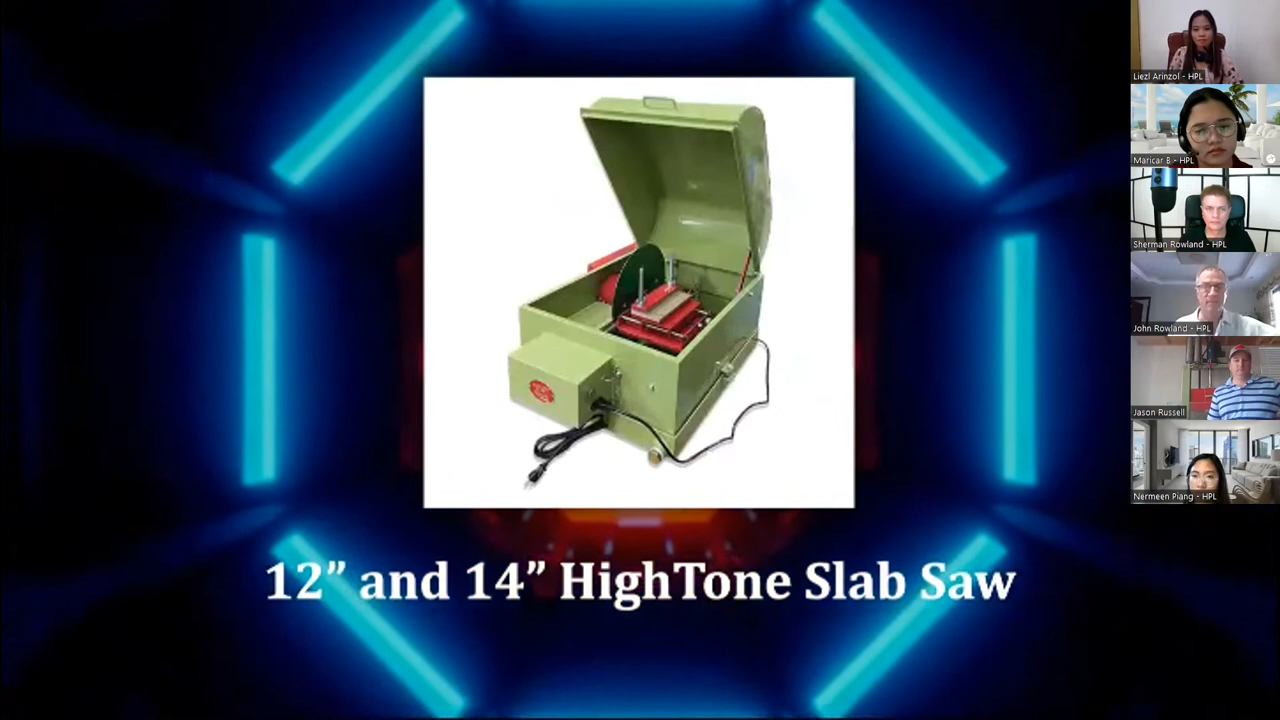 12” and 14” HighTone Slab Saw
Liezl Arinzol - HPL
Maricar B - HPL
Sherman Rowland - HPL
John Rowland - HPL
Jason Russell
Nermeen Piang - HPL